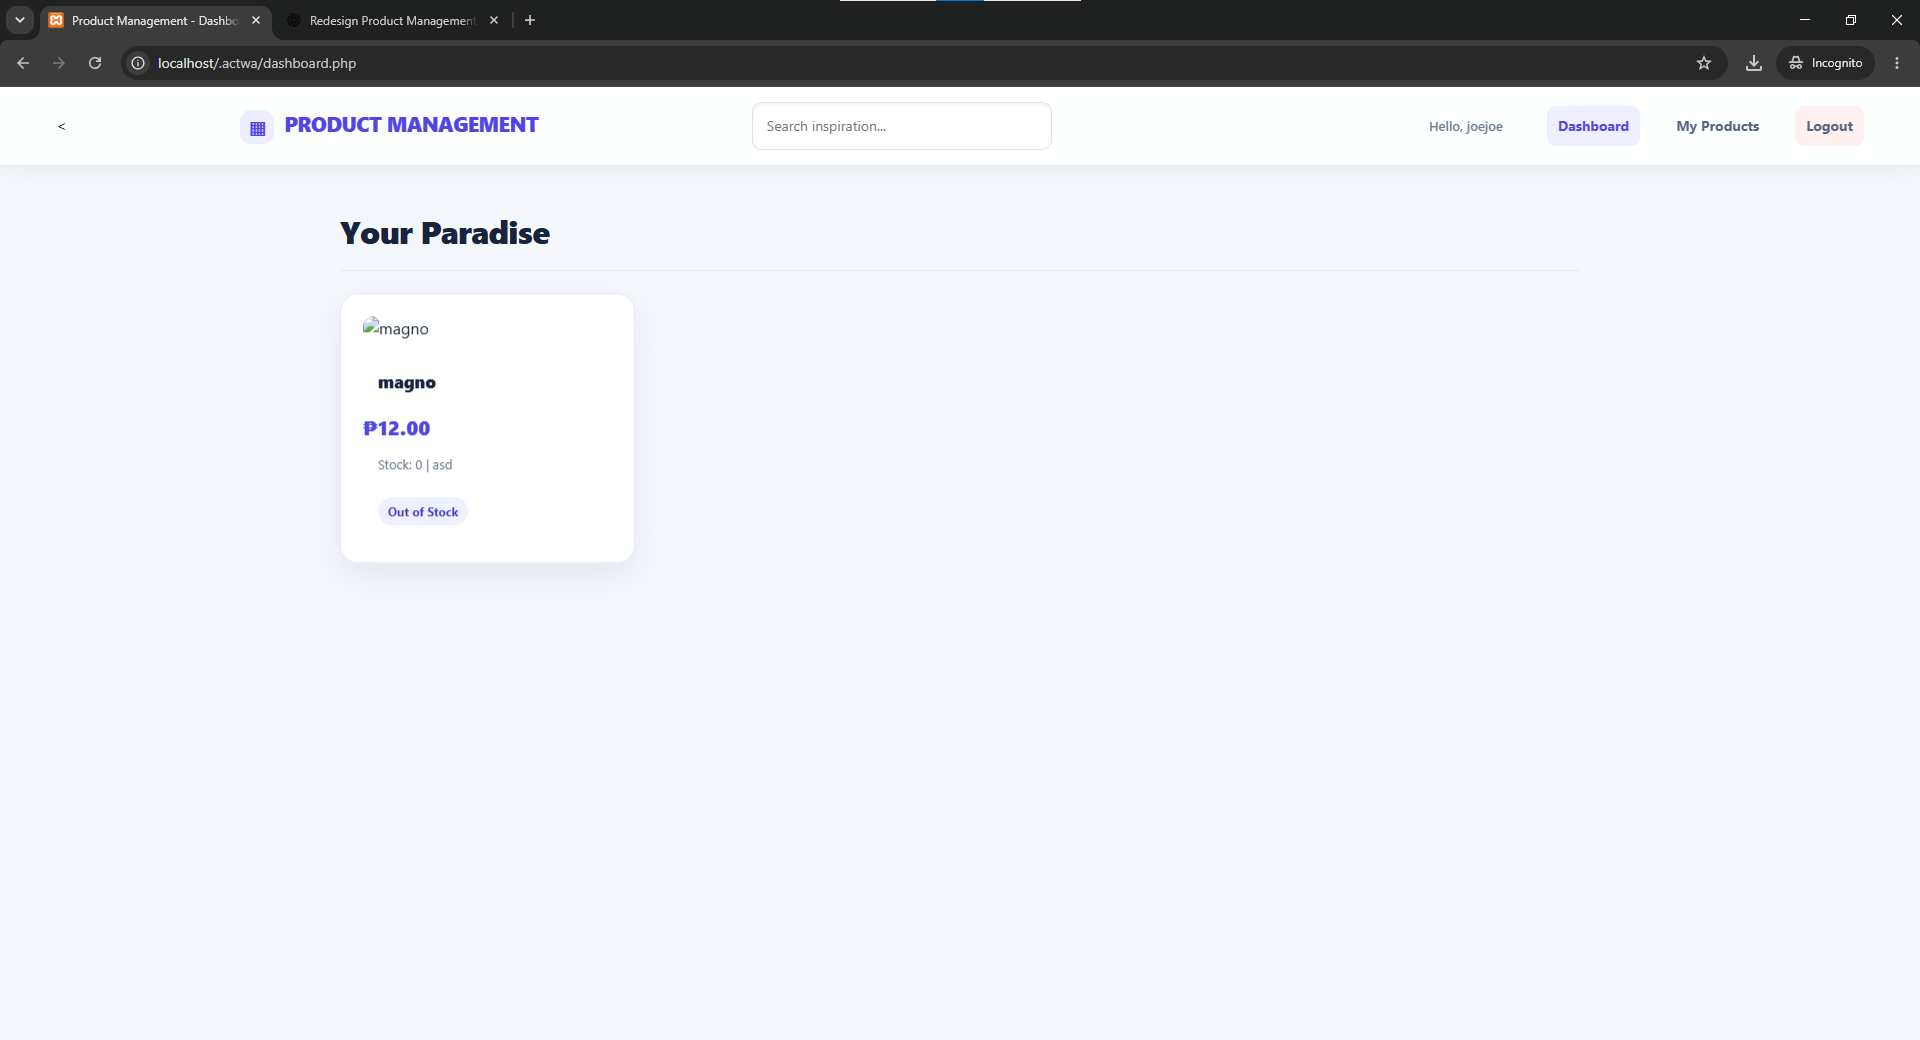 Product Management - Dashbo
Redesign Product Management
localhost/.actwa/dashboard.php
Incognito
<
PRODUCT MANAGEMENT
Search inspiration...
Hello, joejoe
Dashboard
My Products
Logout
Your Paradise
magno
magno
₱12.00
Stock: 0 | asd
Out of Stock